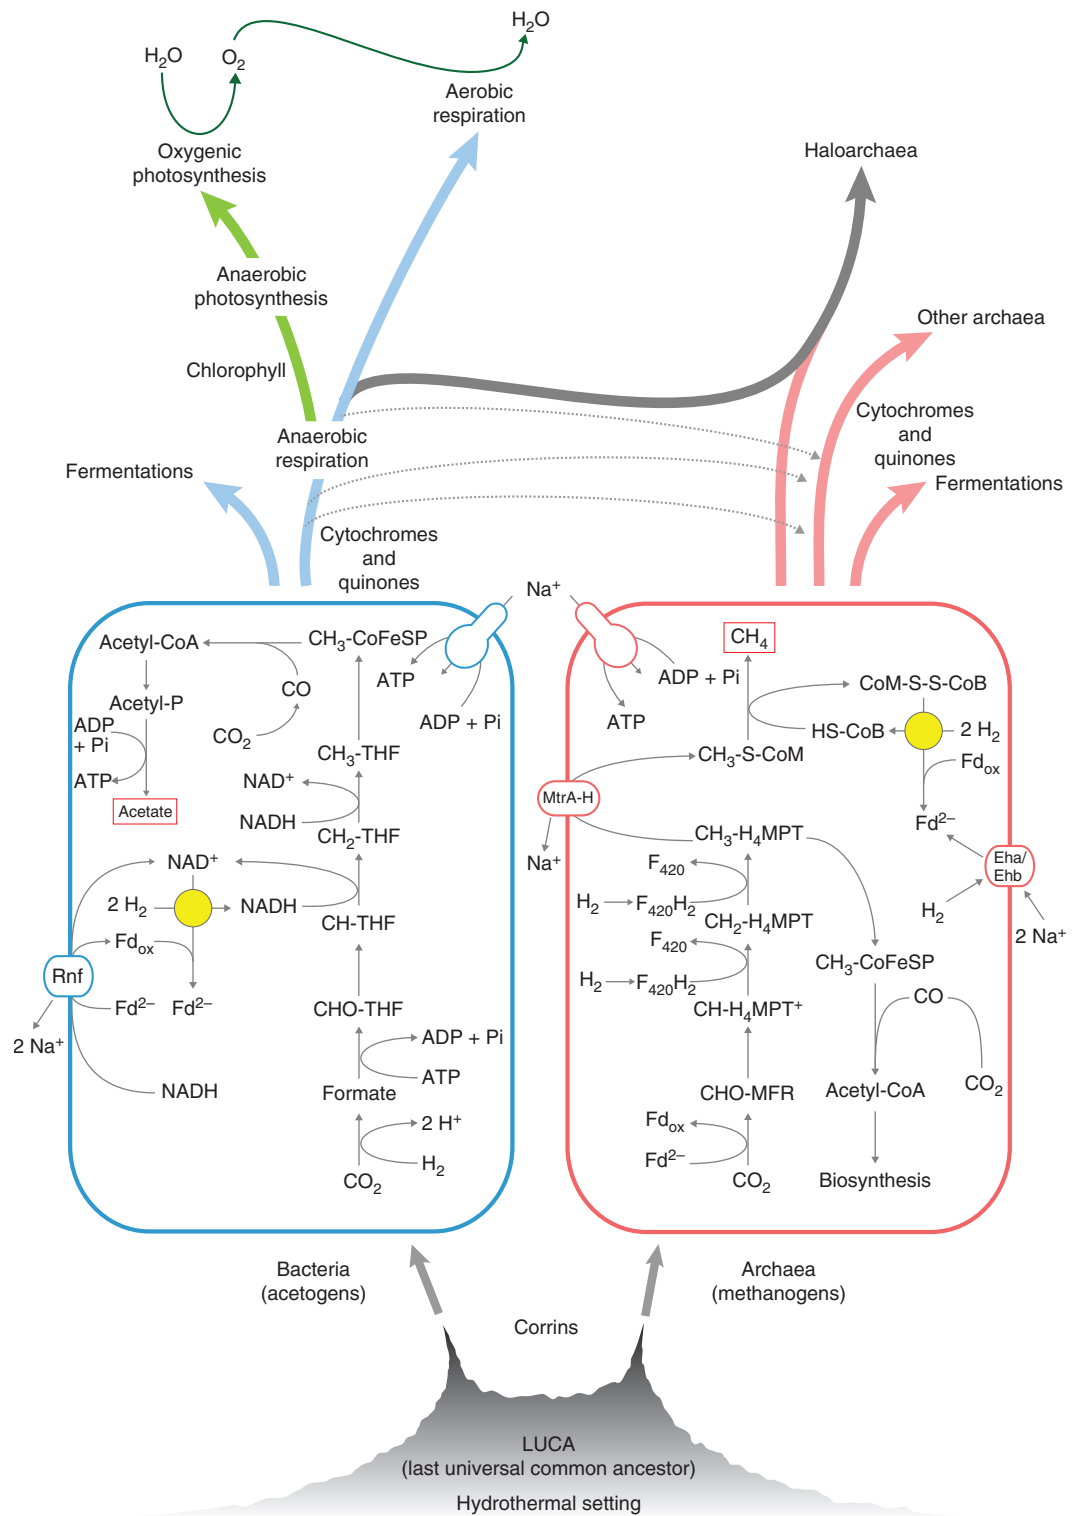 H₂O
O₂
H₂O
Aerobic
respiration
Oxygenic
photosynthesis
Haloarchaea
Anaerobic
photosynthesis
Other archaea
Chlorophyll
Cytochromes
and
quinones
Anaerobic
respiration
Fermentations
Fermentations
Cytochromes
and
quinones
Na⁺
Acetyl-CoA
CH₃-CoFeSP
ATP
CO
Acetyl-P
ADP
+ Pi
CO₂
ADP + Pi
ATP
CH₃-THF
NAD⁺
Acetate
NADH
CH₂-THF
NAD⁺
2 H₂
NADH
CH-THF
Fdₒₓ
Rnf
Fd²⁻
Fd²⁻
CHO-THF
2 Na⁺
ADP + Pi
ATP
NADH
Formate
2 H⁺
H₂
CO₂
CH₄
ADP + Pi
CoM-S-S-CoB
ATP
HS-CoB
2 H₂
CH₃-S-CoM
Fdₒₓ
MtrA-H
Fd²⁻
Na⁺
CH₃-H₄MPT
F₄₂₀
Eha/
Ehb
H₂
F₄₂₀H₂
CH₂-H₄MPT
H₂
F₄₂₀
2 Na⁺
CH₃-CoFeSP
H₂
F₄₂₀H₂
CH-H₄MPT⁺
CO
CHO-MFR
Acetyl-CoA
CO₂
Fdₒₓ
Fd²⁻
CO₂
Biosynthesis
Bacteria
(acetogens)
Archaea
(methanogens)
Corrins
LUCA
(last universal common ancestor)
Hydrothermal setting